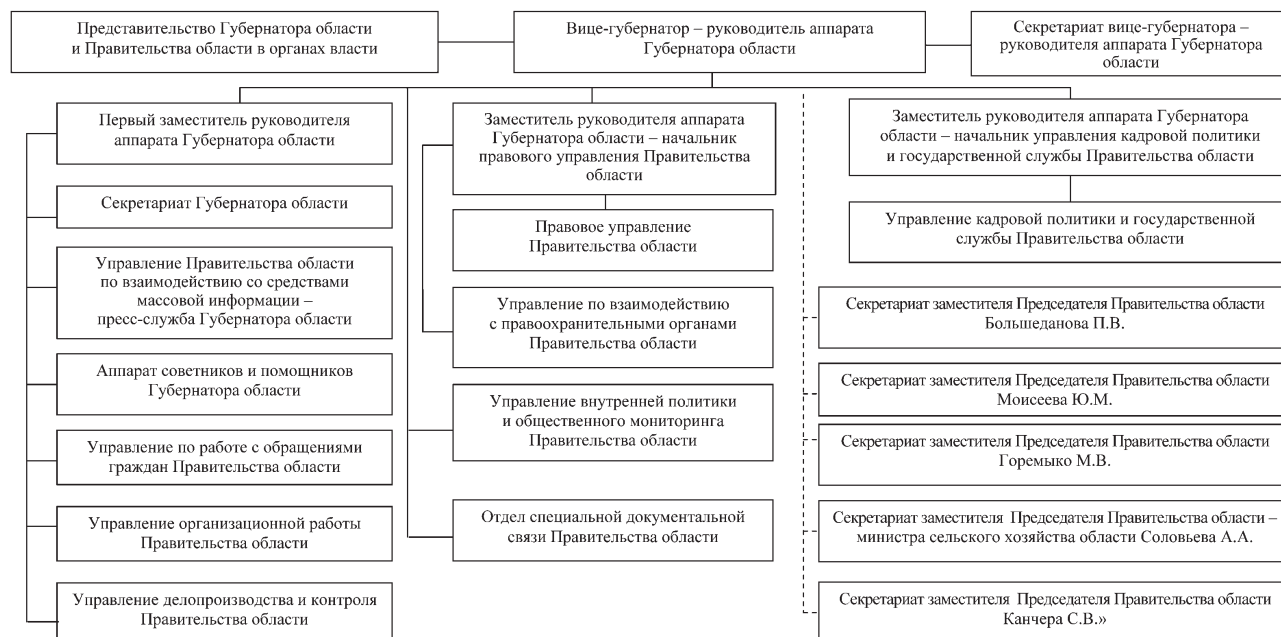 Представительство Губернатора области
и Правительства области в органах власти
Вице-губернатор – руководитель аппарата
Губернатора области
Секретариат вице-губернатора –
руководителя аппарата Губернатора
области
Первый заместитель руководителя
аппарата Губернатора области
Секретариат Губернатора области
Управление Правительства области
по взаимодействию со средствами
массовой информации –
пресс-служба Губернатора области
Аппарат советников и помощников
Губернатора области
Управление по работе с обращениями
граждан Правительства области
Управление организационной работы
Правительства области
Управление делопроизводства и контроля
Правительства области
Заместитель руководителя аппарата
Губернатора области – начальник
правового управления Правительства
области
Правовое управление
Правительства области
Управление по взаимодействию
с правоохранительными органами
Правительства области
Управление внутренней политики
и общественного мониторинга
Правительства области
Отдел специальной документальной
связи Правительства области
Заместитель руководителя аппарата Губернатора
области – начальник управления кадровой политики
и государственной службы Правительства области
Управление кадровой политики и государственной
службы Правительства области
Секретариат заместителя Председателя Правительства области
Большеданова П.В.
Секретариат заместителя Председателя Правительства области
Моисеева Ю.М.
Секретариат заместителя Председателя Правительства области
Горемыко М.В.
Секретариат заместителя Председателя Правительства области –
министра сельского хозяйства области Соловьева А.А.
Секретариат заместителя Председателя Правительства области
Канчера С.В.»